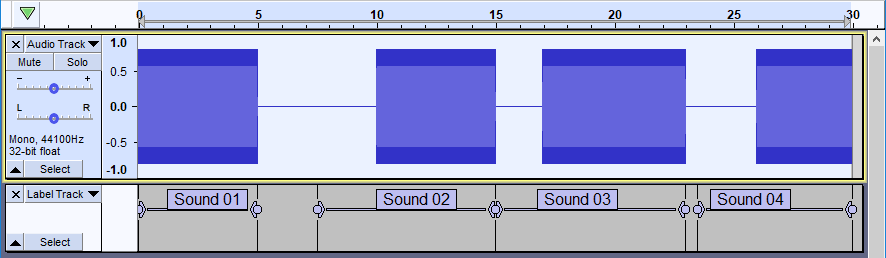 0 5 10 15 20 25 30
Audio Track
Mute Solo
- +
L R
Mono, 44100Hz
32-bit float
Select
1.0
0.5
0.0
-0.5
-1.0
Label Track
Select
Sound 01 Sound 02 Sound 03 Sound 04